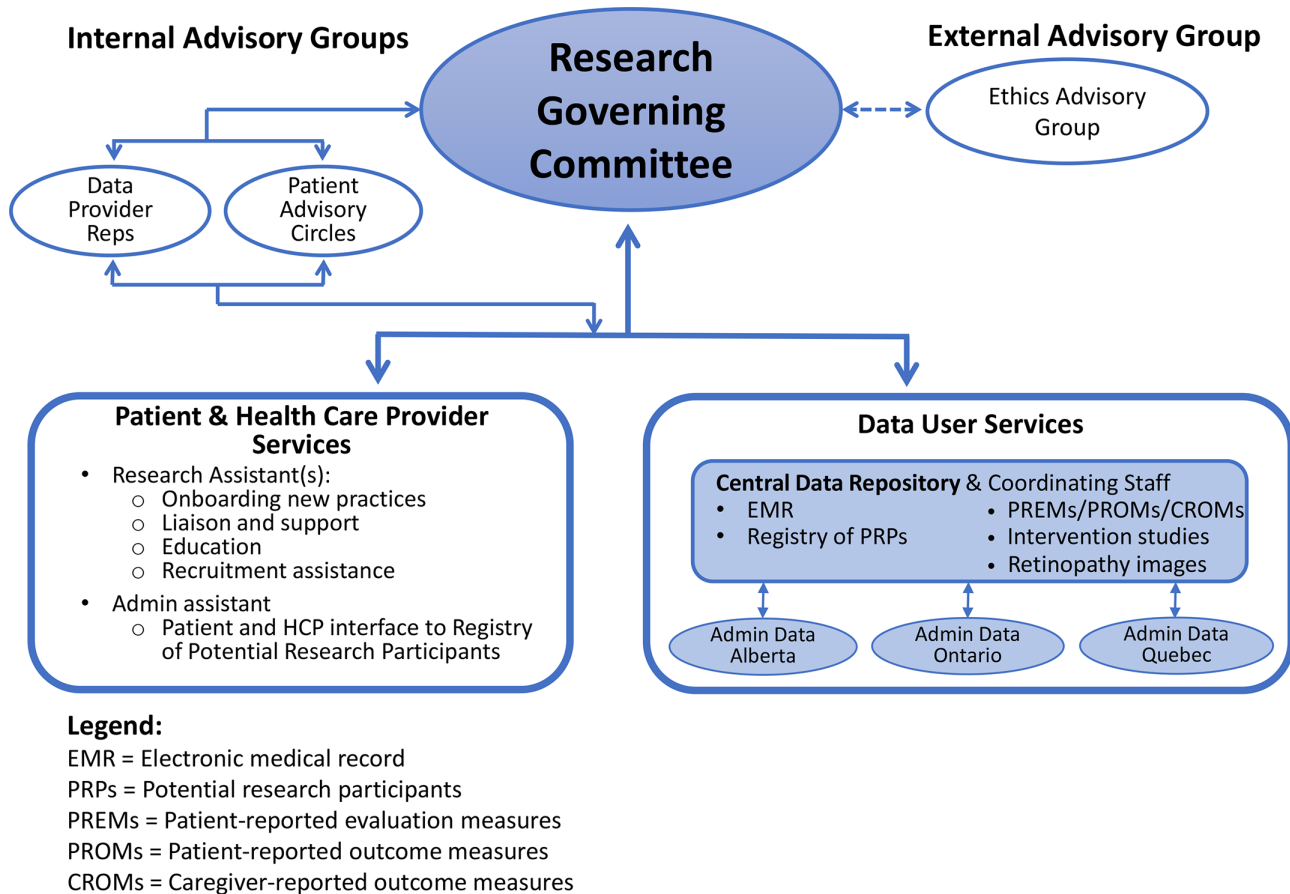 Internal Advisory Groups
Research
Governing
Committee
External Advisory Group
Ethics Advisory
Group
Data
Provider
Reps
Patient
Advisory
Circles
Patient & Health Care Provider
Services
• Research Assistant(s):
o Onboarding new practices
o Liaison and support
o Education
o Recruitment assistance
• Admin assistant
o Patient and HCP interface to Registry
of Potential Research Participants
Data User Services
Central Data Repository & Coordinating Staff
• EMR
• Registry of PRPs
• PREMs/PROMs/CROMs
• Intervention studies
• Retinopathy images
Admin Data
Alberta
Admin Data
Ontario
Admin Data
Quebec
Legend:
EMR = Electronic medical record
PRPs = Potential research participants
PREMs = Patient-reported evaluation measures
PROMs = Patient-reported outcome measures
CROMs = Caregiver-reported outcome measures